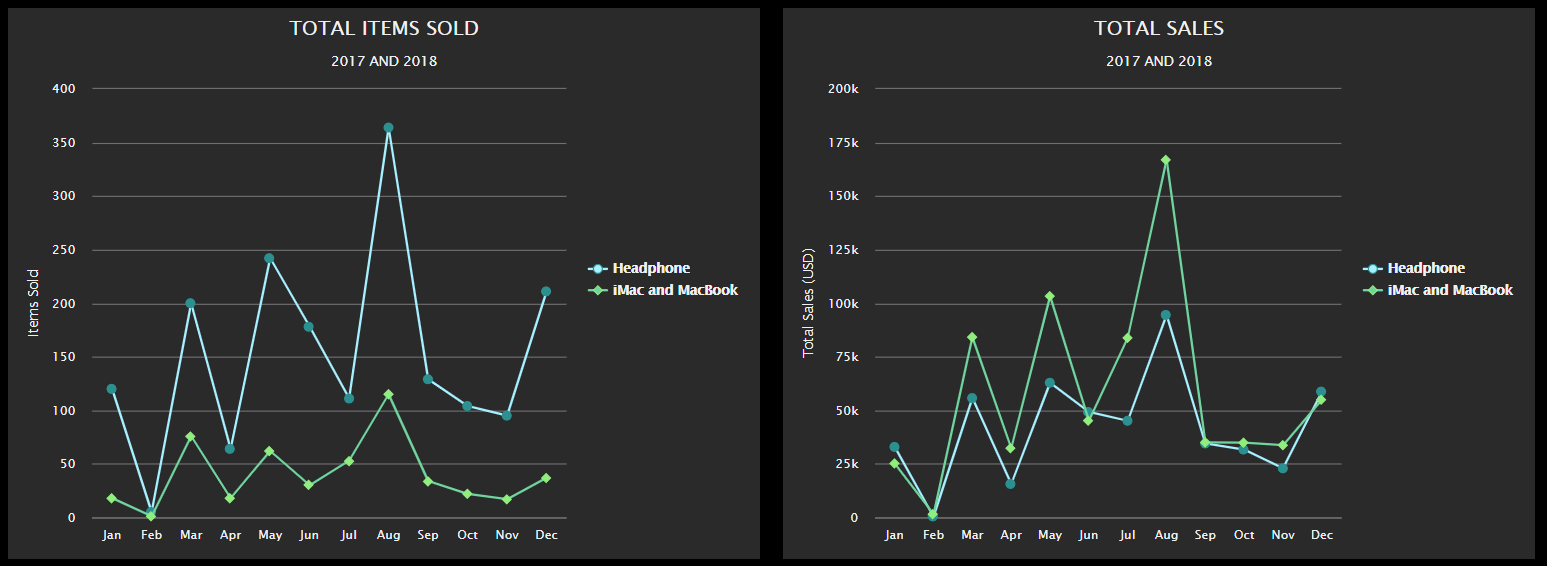 TOTAL ITEMS SOLD
2017 AND 2018
400
350
300
250
200
150
100
50
0
Items Sold
Jan Feb Mar Apr May Jun Jul Aug Sep Oct Nov Dec
Headphone
iMac and MacBook
TOTAL SALES
2017 AND 2018
200k
175k
150k
125k
100k
75k
50k
25k
0
Total Sales (USD)
Jan Feb Mar Apr May Jun Jul Aug Sep Oct Nov Dec
Headphone
iMac and MacBook